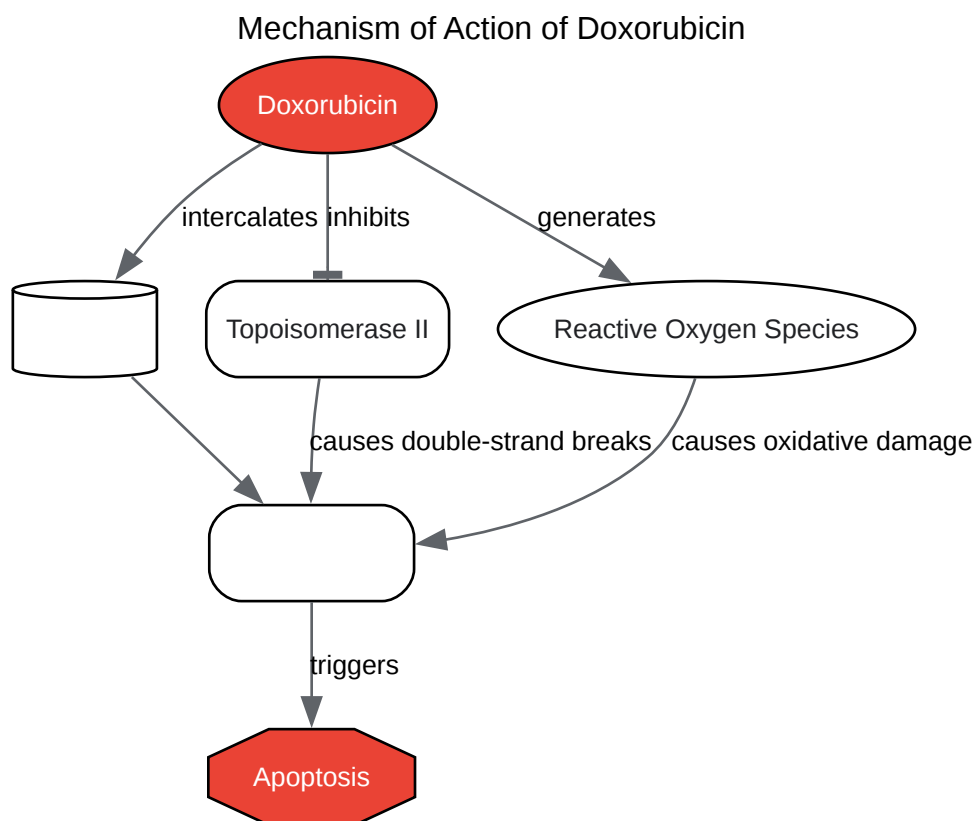 Mechanism of Action of Doxorubicin
Doxorubicin
intercalates
inhibits
generates
Topoisomerase II
Reactive Oxygen Species
causes double-strand breaks
causes oxidative damage
triggers
Apoptosis